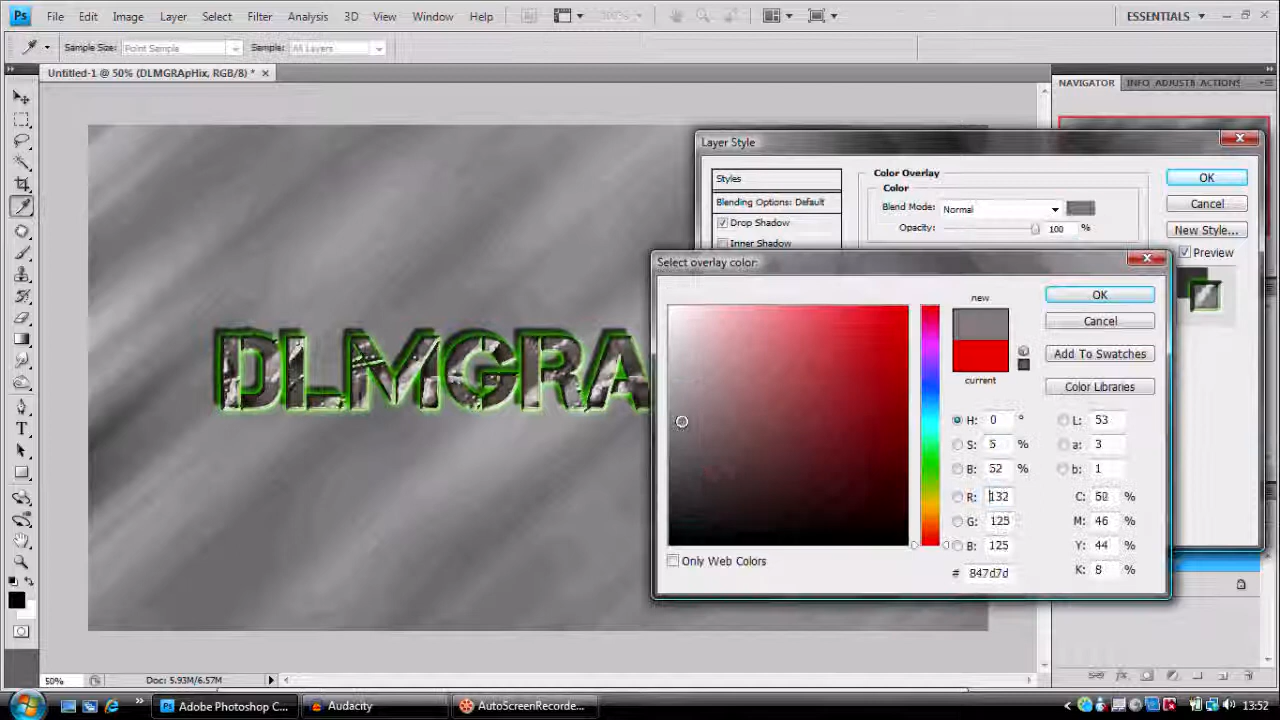 Ps File Edit Image Layer Select Filter Analysis 3D View Window Help 100% ESSENTIALS
Sample Size: Point Sample Sample: All Layers
Untitled-1 @ 50% (DLMGRApHix, RGB/8) * ×
NAVIGATOR INFO ADJUSTM ACTIONS
Layer Style
Styles
Blending Options: Default
Drop Shadow
Inner Shadow
Color Overlay
Color
Blend Mode: Normal
Opacity: 100 %
OK
Cancel
New Style...
Preview
DLMGRA
Select overlay color:
new
current
OK
Cancel
Add To Swatches
Color Libraries
H: 0 °
S: 5 %
B: 52 %
R: 132
G: 125
B: 125
# 847d7d
L: 53
a: 3
b: 1
C: 50 %
M: 46 %
Y: 44 %
K: 8 %
Only Web Colors
50% Doc: 5.93M/6.57M
Adobe Photoshop C... Audacity AutoScreenRecorde... 13:52